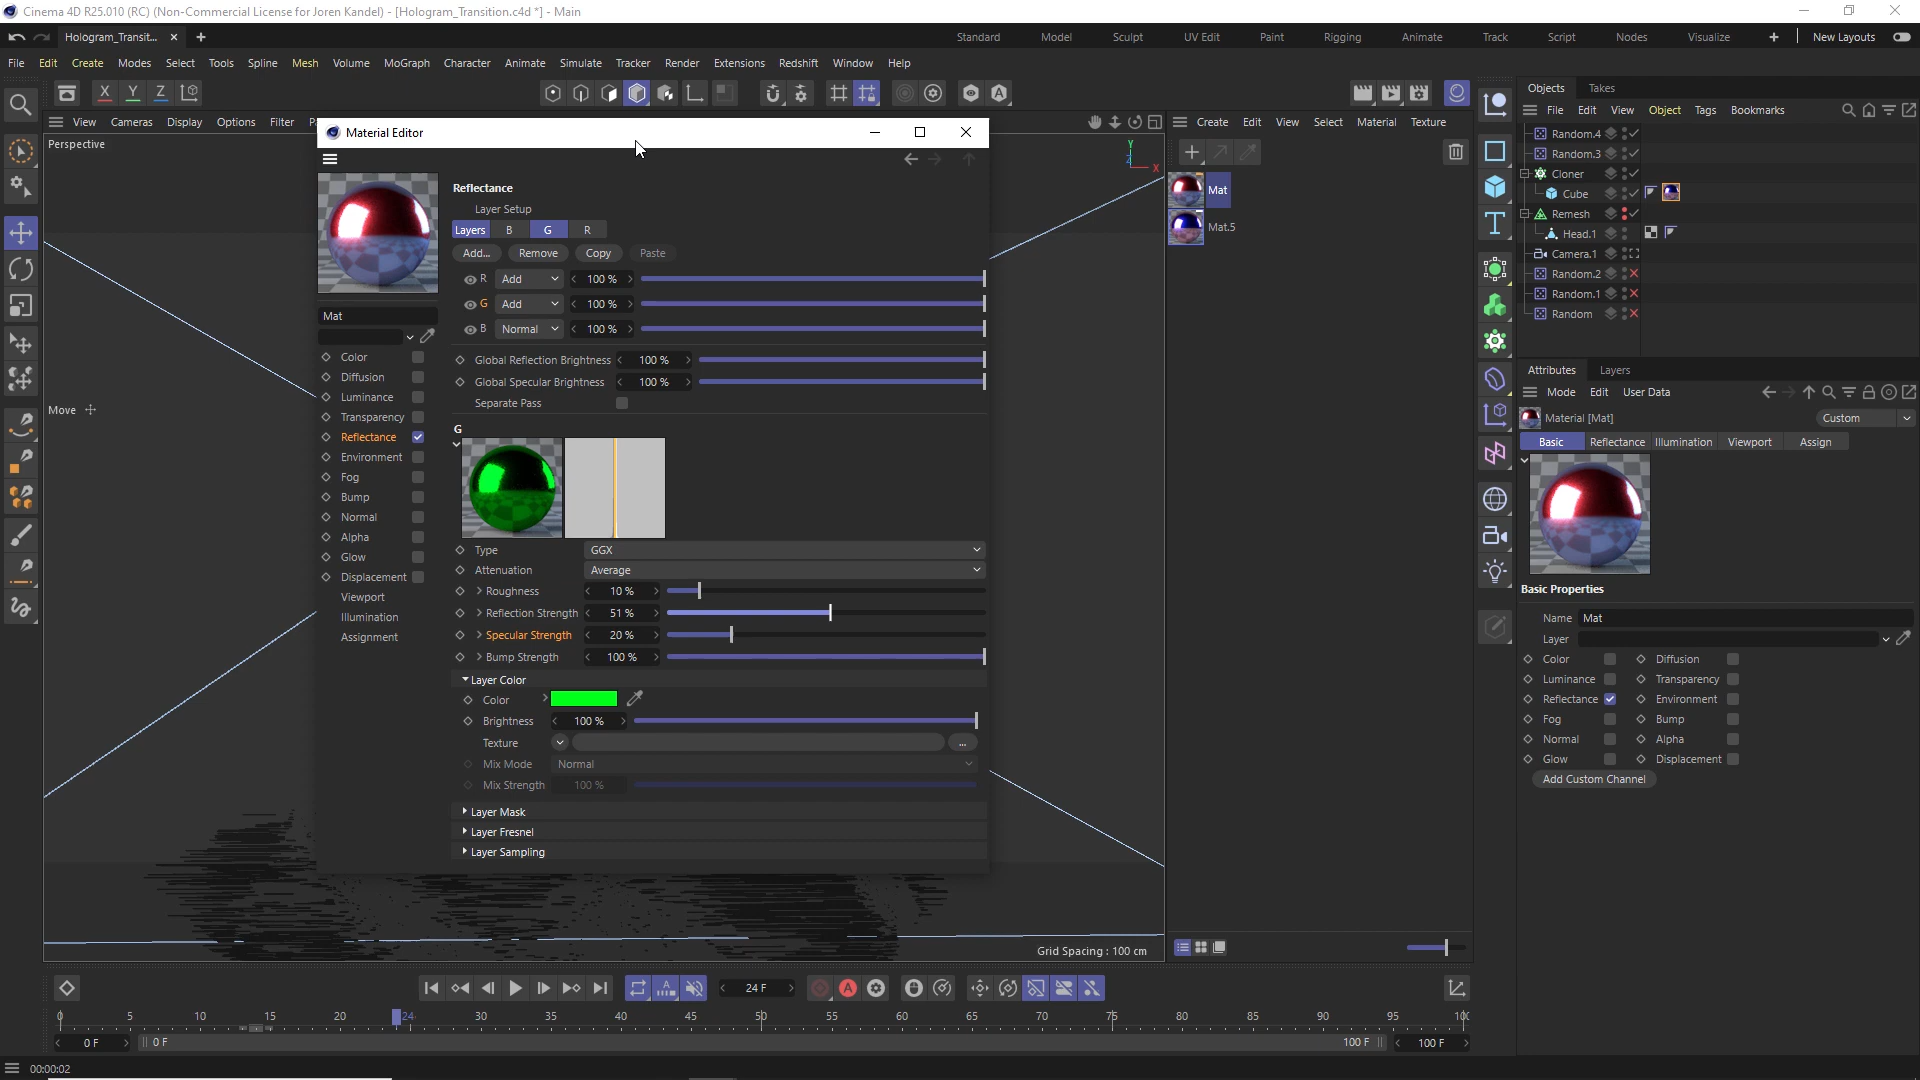 Cinema 4D R25.010 (RC) (Non-Commercial License for Joren Kandel) - [Hologram_Transition.c4d *] - Main
Hologram_Transit...
Standard Model Sculpt UV Edit Paint Rigging Animate Track Script Nodes Visualize New Layouts
File Edit Create Modes Select Tools Spline Mesh Volume MoGraph Character Animate Simulate Tracker Render Extensions Redshift Window Help
X Y Z
View Cameras Display Options Filter
Perspective
Move
Y
Z
X
Grid Spacing : 100 cm
Material Editor
Mat
Color
Diffusion
Luminance
Transparency
Reflectance
Environment
Fog
Bump
Normal
Alpha
Glow
Displacement
Viewport
Illumination
Assignment
Reflectance
Layer Setup
Layers B G R
Add... Remove Copy Paste
R Add 100 %
G Add 100 %
B Normal 100 %
Global Reflection Brightness 100 %
Global Specular Brightness 100 %
Separate Pass
G
Type GGX
Attenuation Average
Roughness 10 %
Reflection Strength 51 %
Specular Strength 20 %
Bump Strength 100 %
Layer Color
Color
Brightness 100 %
Texture ...
Mix Mode Normal
Mix Strength 100 %
Layer Mask
Layer Fresnel
Layer Sampling
Create Edit View Select Material Texture
Mat
Mat.5
Objects Takes
File Edit View Object Tags Bookmarks
Random.4
Random.3
Cloner
Cube
Remesh
Head.1
Camera.1
Random.2
Random.1
Random
Attributes Layers
Mode Edit User Data
Material [Mat] Custom
Basic Reflectance Illumination Viewport Assign
Basic Properties
Name Mat
Layer
Color Diffusion
Luminance Transparency
Reflectance Environment
Fog Bump
Normal Alpha
Glow Displacement
Add Custom Channel
24 F
0 5 10 15 20 24 30 35 40 45 50 55 60 65 70 75 80 85 90 95
0 F 0 F 100 F 100 F
00:00:02